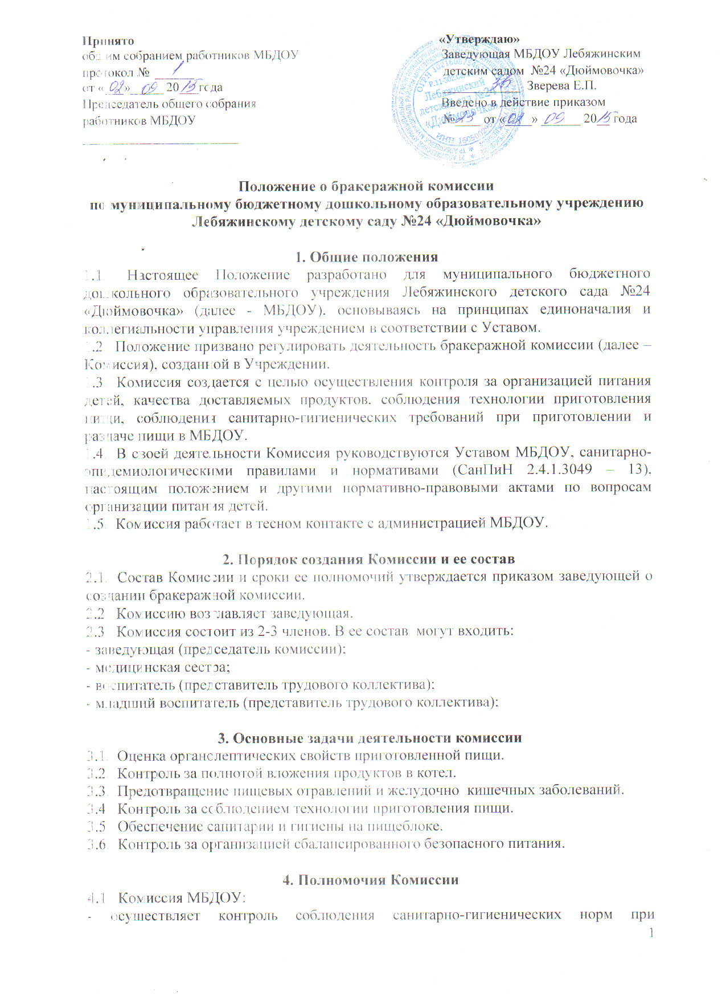 Принято
общим собранием работников МБДОУ
протокол № 1
от «02» 09 2015 года
Председатель общего собрания
работников МБДОУ
«Утверждаю»
Заведующая МБДОУ Лебяжинским
детским садом №24 «Дюймовочка»
Зверева Е.П.
Введено в действие приказом
№ от « » 09 2015 года
Лебяжинский
детский сад №24
«Дюймовочка»
Положение о бракеражной комиссии
по муниципальному бюджетному дошкольному образовательному учреждению
Лебяжинскому детскому саду №24 «Дюймовочка»
1. Общие положения
1.1. Настоящее Положение разработано для муниципального бюджетного
дошкольного образовательного учреждения Лебяжинского детского сада №24
«Дюймовочка» (далее - МБДОУ), основываясь на принципах единоначалия и
коллегиальности управления учреждением в соответствии с Уставом.
1.2 Положение призвано регулировать деятельность бракеражной комиссии (далее –
Комиссия), созданной в Учреждении.
1.3 Комиссия создается с целью осуществления контроля за организацией питания
детей, качества доставляемых продуктов, соблюдения технологии приготовления
пищи, соблюдения санитарно-гигиенических требований при приготовлении и
раздаче пищи в МБДОУ.
1.4 В своей деятельности Комиссия руководствуются Уставом МБДОУ, санитарно-
эпидемиологическими правилами и нормативами (СанПиН 2.4.1.3049 – 13),
настоящим положением и другими нормативно-правовыми актами по вопросам
организации питания детей.
1.5. Комиссия работает в тесном контакте с администрацией МБДОУ.
2. Порядок создания Комиссии и ее состав
2.1. Состав Комиссии и сроки ее полномочий утверждается приказом заведующей о
создании бракеражной комиссии.
2.2 Комиссию возглавляет заведующая.
2.3 Комиссия состоит из 2-3 членов. В ее состав могут входить:
- заведующая (председатель комиссии);
- медицинская сестра;
- воспитатель (представитель трудового коллектива);
- младший воспитатель (представитель трудового коллектива);
3. Основные задачи деятельности комиссии
3.1. Оценка органолептических свойств приготовленной пищи.
3.2 Контроль за полнотой вложения продуктов в котел.
3.3 Предотвращение пищевых отравлений и желудочно кишечных заболеваний.
3.4 Контроль за соблюдением технологии приготовления пищи.
3.5 Обеспечение санитарии и гигиены на пищеблоке.
3.6 Контроль за организацией сбалансированного безопасного питания.
4. Полномочия Комиссии
4.1 Комиссия МБДОУ:
- осуществляет контроль соблюдения санитарно-гигиенических норм при
1